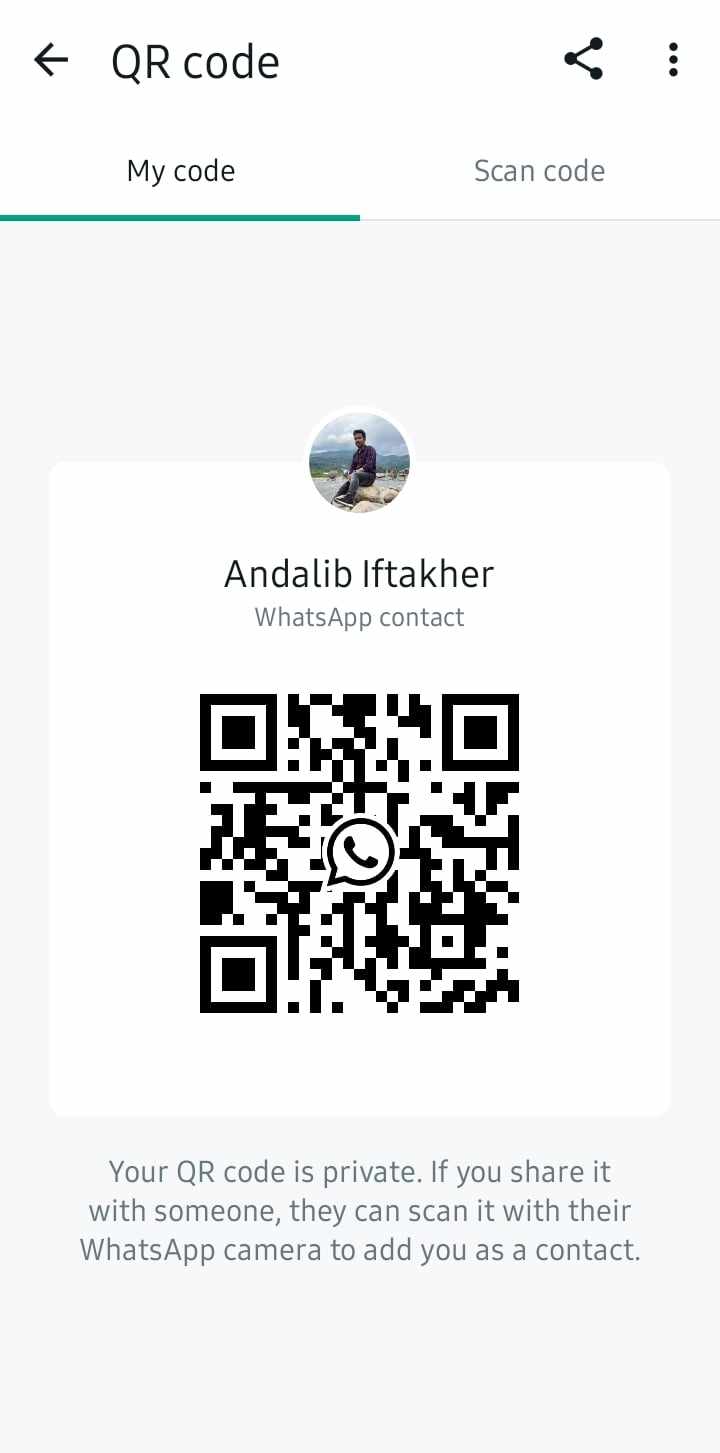 QR code
My code
Scan code
Andalib Iftakher
WhatsApp contact
Your QR code is private. If you share it
with someone, they can scan it with their
WhatsApp camera to add you as a contact.